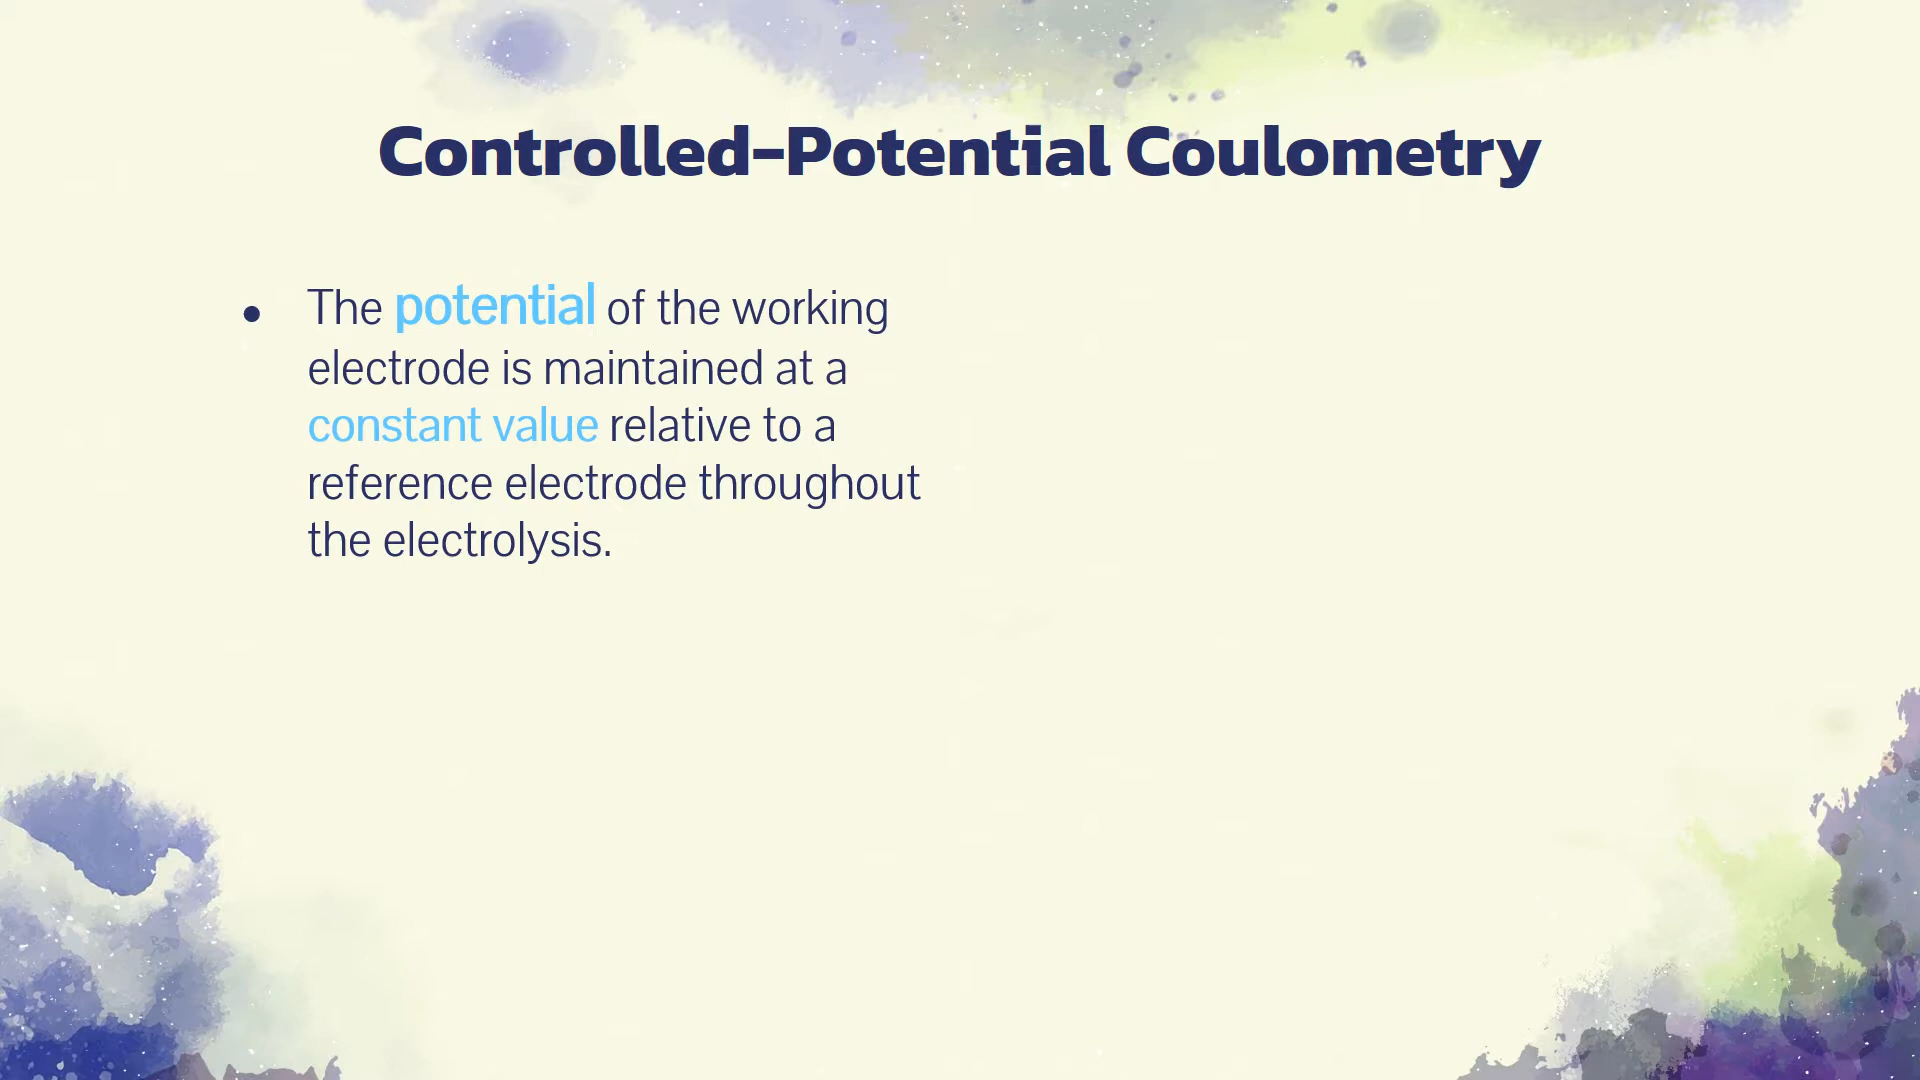 Controlled-Potential Coulometry
• The potential of the working
electrode is maintained at a
constant value relative to a
reference electrode throughout
the electrolysis.